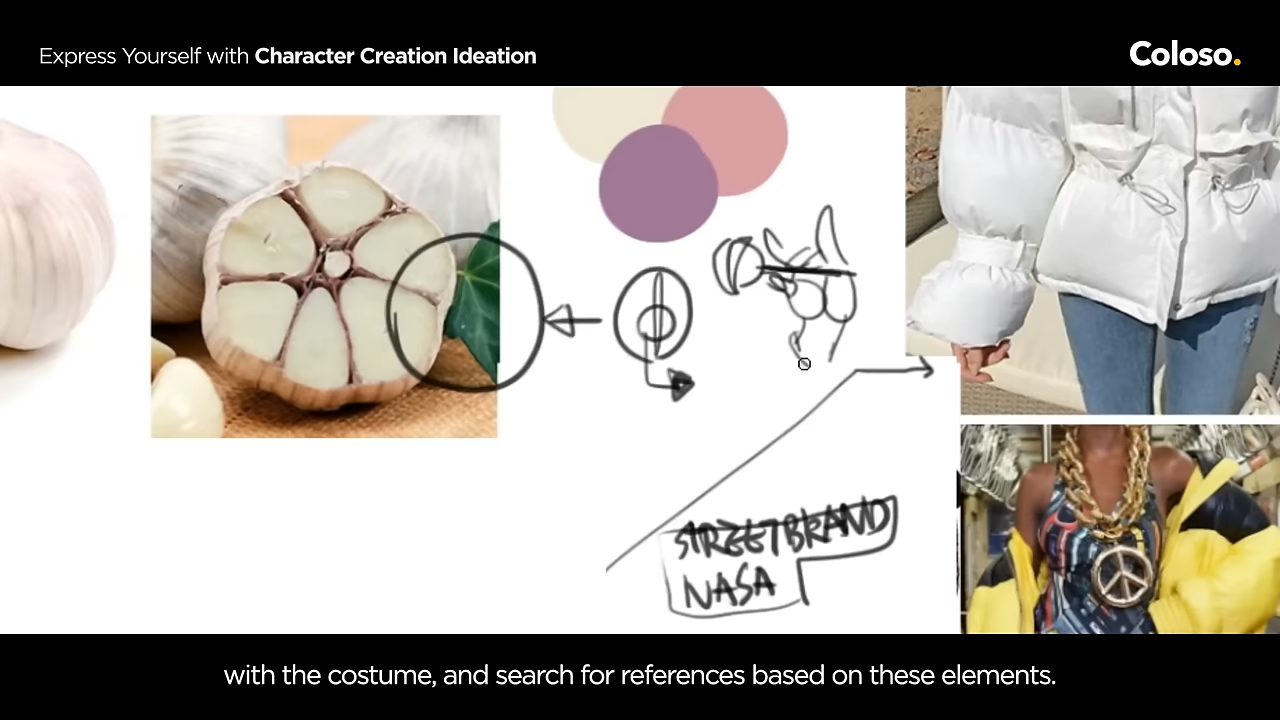 Express Yourself with Character Creation Ideation
Coloso.
STREETBRAND
NASA
with the costume, and search for references based on these elements.